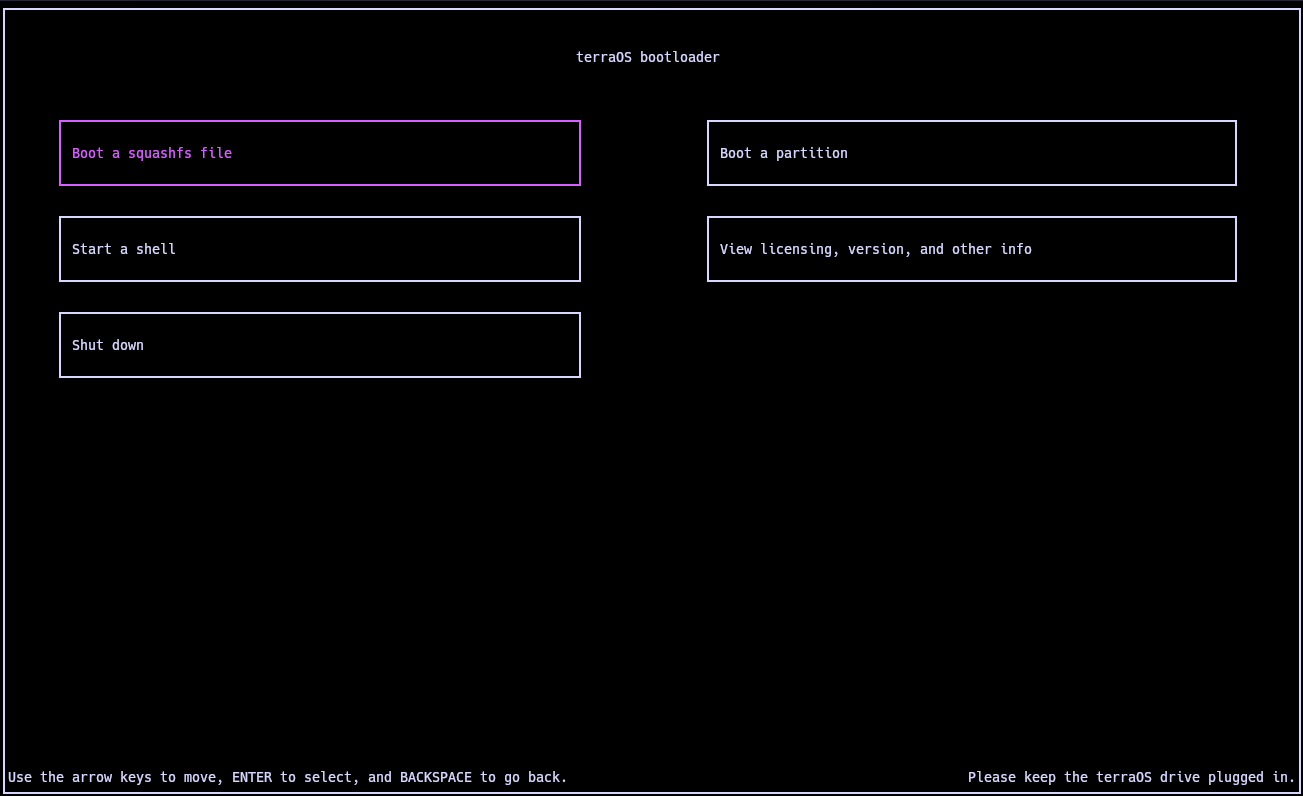 terraOS bootloader
Boot a squashfs file
Boot a partition
Start a shell
View licensing, version, and other info
Shut down
Use the arrow keys to move, ENTER to select, and BACKSPACE to go back.
Please keep the terraOS drive plugged in.